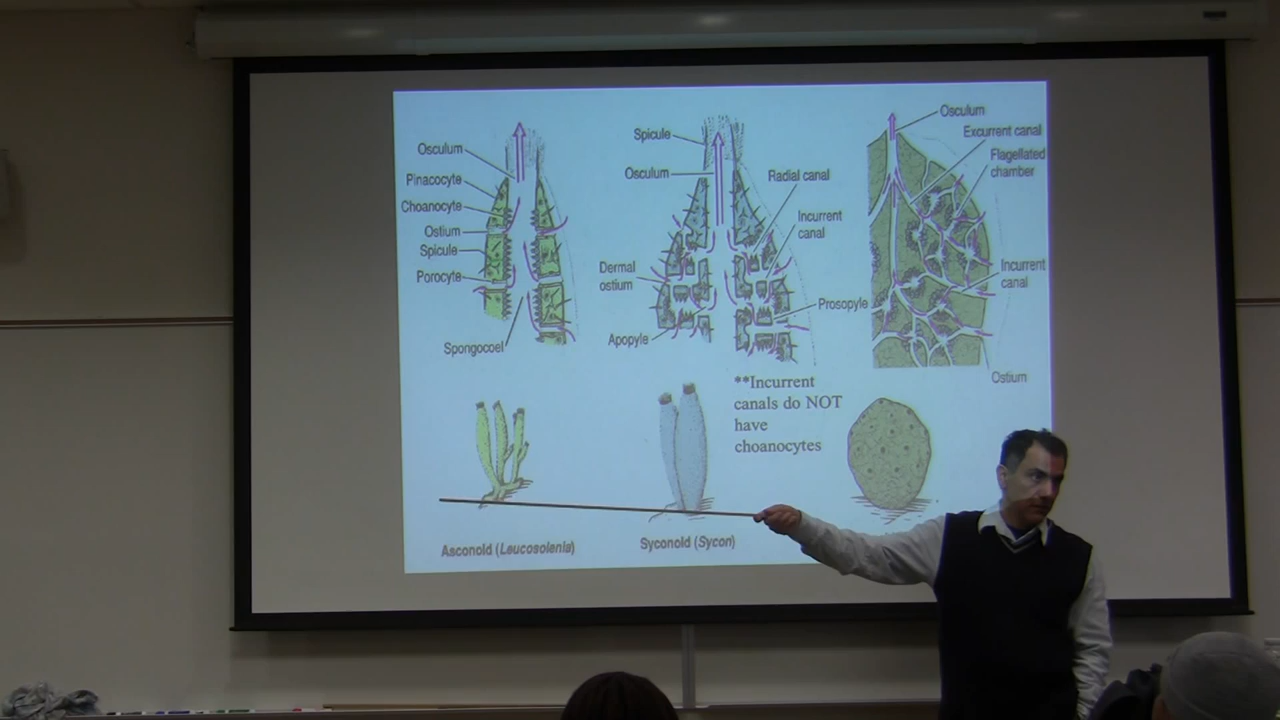 Osculum
Pinacocyte
Choanocyte
Ostium
Spicule
Porocyte
Spongocoel
Asconoid (Leucosolenia)
Spicule
Osculum
Radial canal
Incurrent
canal
Dermal
ostium
Prosopyle
Apopyle
**Incurrent
canals do NOT
have
choanocytes
Syconoid (Sycon)
Osculum
Excurrent canal
Flagellated
chamber
Incurrent
canal
Ostium